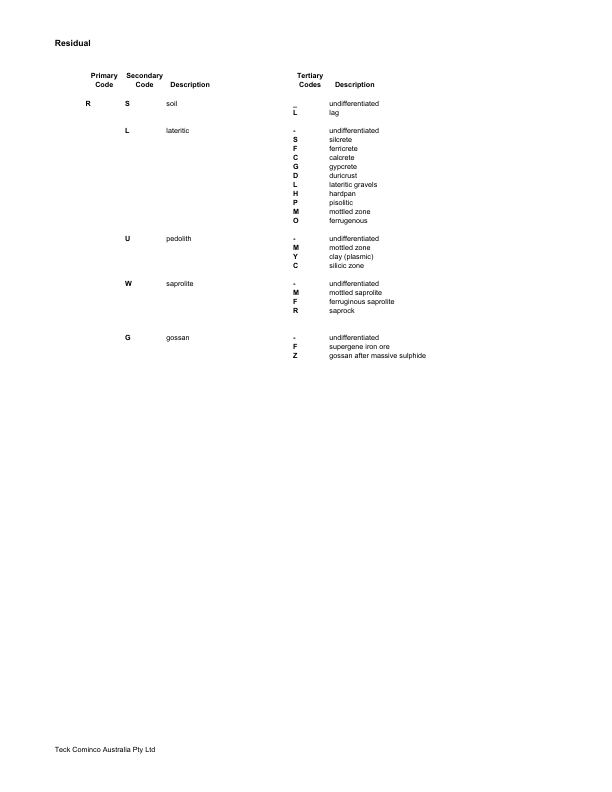 Residual
Primary Secondary Tertiary
Code Code Description Codes Description
R S soil _ undifferentiated
L lag
L lateritic - undifferentiated
S silcrete
F ferricrete
C calcrete
G gypcrete
D duricrust
L lateritic gravels
H hardpan
P pisolitic
M mottled zone
O ferrugenous
U pedolith - undifferentiated
M mottled zone
Y clay (plasmic)
C silicic zone
W saprolite - undifferentiated
M mottled saprolite
F ferruginous saprolite
R saprock
G gossan - undifferentiated
F supergene iron ore
Z gossan after massive sulphide
Teck Cominco Australia Pty Ltd